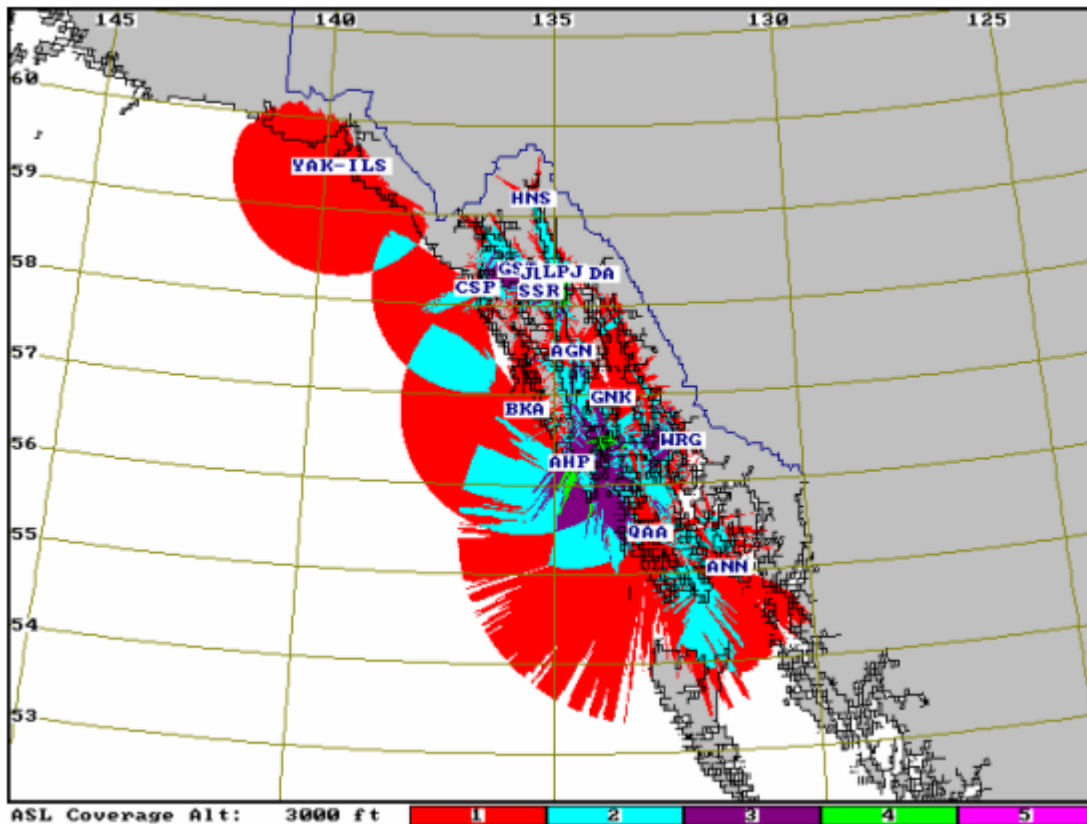 145 140 135 130 125
60
YAK-ILS
59
HNS
58
LPJ DA
CSP
SSR
57
AGN
GNK
BKA
56
WRG
AHP
55
QAA
ANN
54
53
ASL Coverage Alt: 3000 ft 1 2 3 4 5